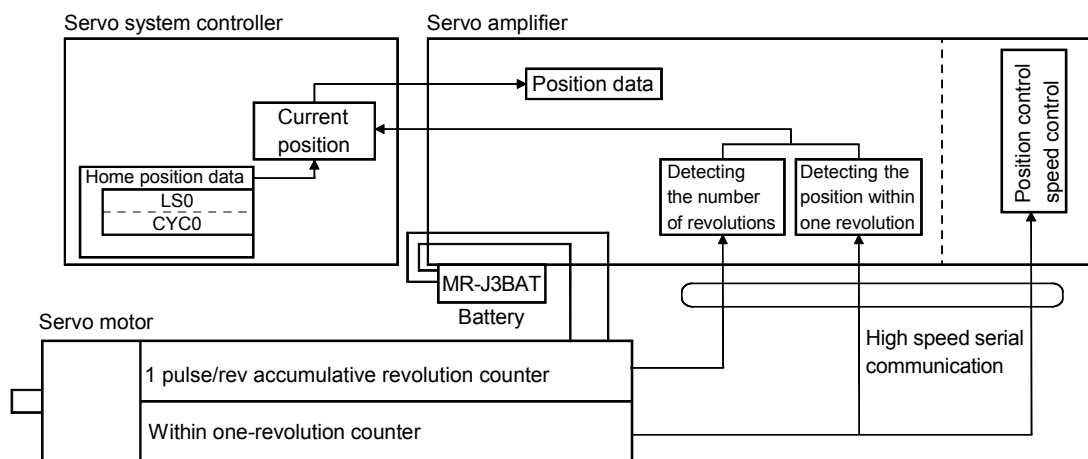 Servo system controller
Servo amplifier
Position data
Current
position
Home position data
LS0
CYC0
Detecting
the number
of revolutions
Detecting the
position within
one revolution
Position control
speed control
MR-J3BAT
Battery
Servo motor
1 pulse/rev accumulative revolution counter
Within one-revolution counter
High speed serial
communication